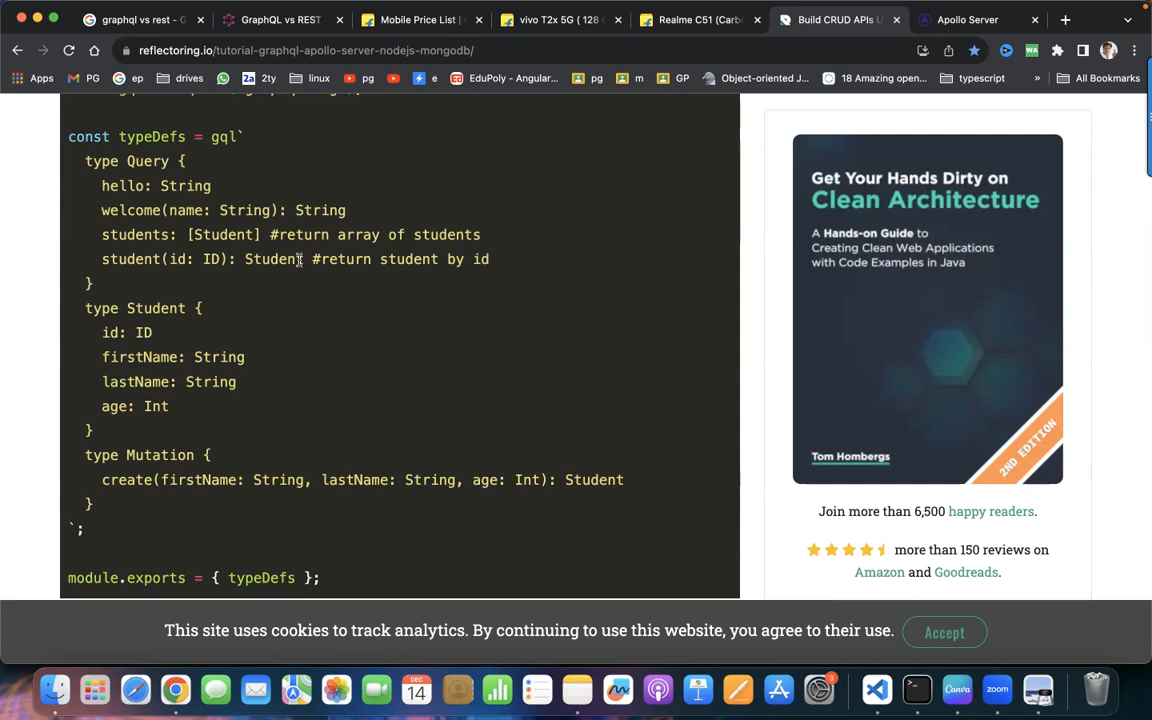 graphql vs rest - G
GraphQL vs REST
Mobile Price List |
vivo T2x 5G ( 128 (
Realme C51 (Carb
Build CRUD APIs U
Apollo Server
reflectoring.io/tutorial-graphql-apollo-server-nodejs-mongodb/
Apps
PG
ep
drives
2ty
linux
pg
e
EduPoly - Angular...
pg
m
GP
Object-oriented J...
18 Amazing open...
typescript
»
All Bookmarks
const typeDefs = gql`
type Query {
hello: String
welcome(name: String): String
students: [Student] #return array of students
student(id: ID): Student #return student by id
}
type Student {
id: ID
firstName: String
lastName: String
age: Int
}
type Mutation {
create(firstName: String, lastName: String, age: Int): Student
}
`;
module.exports = { typeDefs };
Get Your Hands Dirty on
Clean Architecture
A Hands-on Guide to
Creating Clean Web Applications
with Code Examples in Java
Tom Hombergs
2ND EDITION
Join more than 6,500 happy readers.
more than 150 reviews on
Amazon and Goodreads.
This site uses cookies to track analytics. By continuing to use this website, you agree to their use.
Accept
DEC
14
3
Canva
zoom